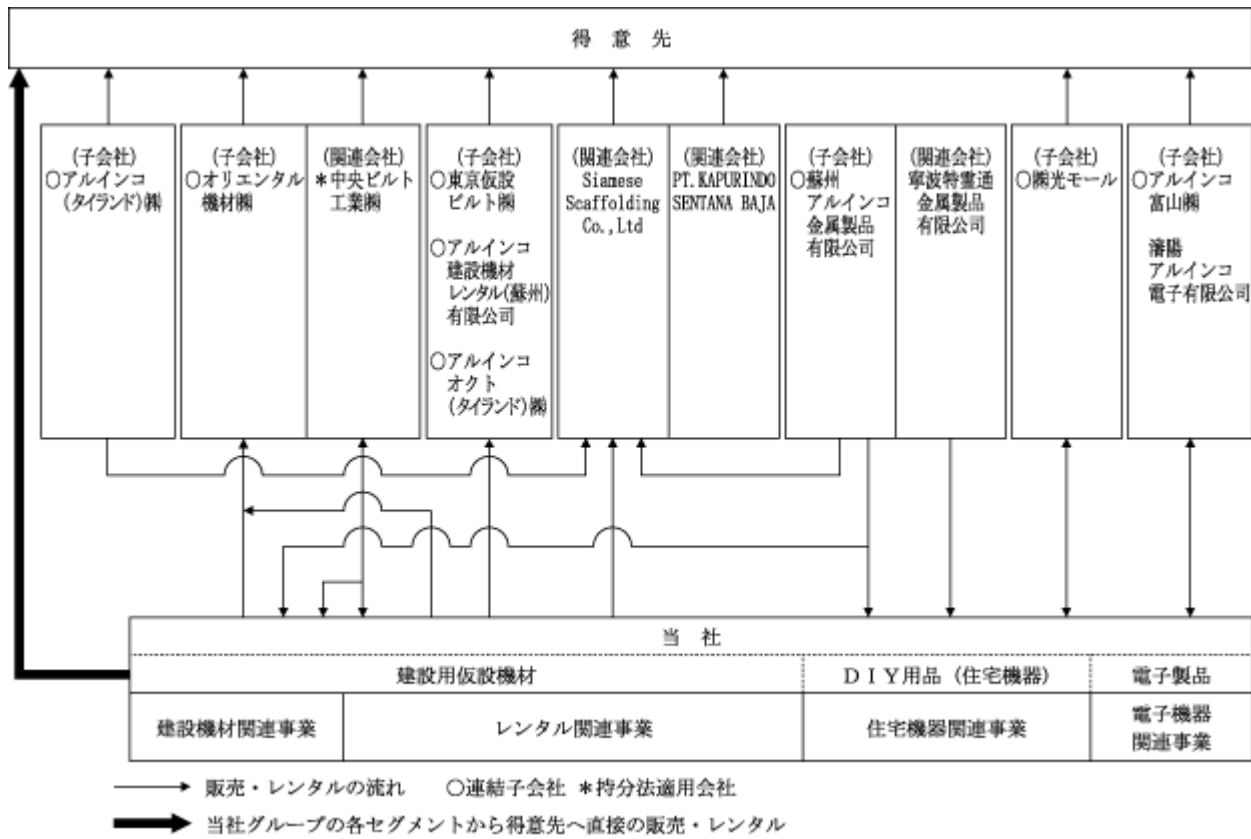 得意先
(子会社)
○アルインコ
(タイランド)㈱
(子会社)
○オリエンタル
機材㈱
(関連会社)
＊中央ビルト
工業㈱
(子会社)
○東京仮設
ビルト㈱
○アルインコ
建設機材
レンタル(蘇州)
有限公司
○アルインコ
オクト
(タイランド)㈱
(関連会社)
Siamese
Scaffolding
Co.,Ltd
(関連会社)
PT.KAPURINDO
SENTANA BAJA
(子会社)
○蘇州
アルインコ
金属製品
有限公司
(関連会社)
寧波特霊通
金属製品
有限公司
(子会社)
○㈱光モール
(子会社)
○アルインコ
富山㈱
瀋陽
アルインコ
電子有限公司
当社
建設用仮設機材
ＤＩＹ用品（住宅機器）
電子製品
建設機材関連事業
レンタル関連事業
住宅機器関連事業
電子機器
関連事業
販売・レンタルの流れ　○連結子会社　＊持分法適用会社
当社グループの各セグメントから得意先へ直接の販売・レンタル